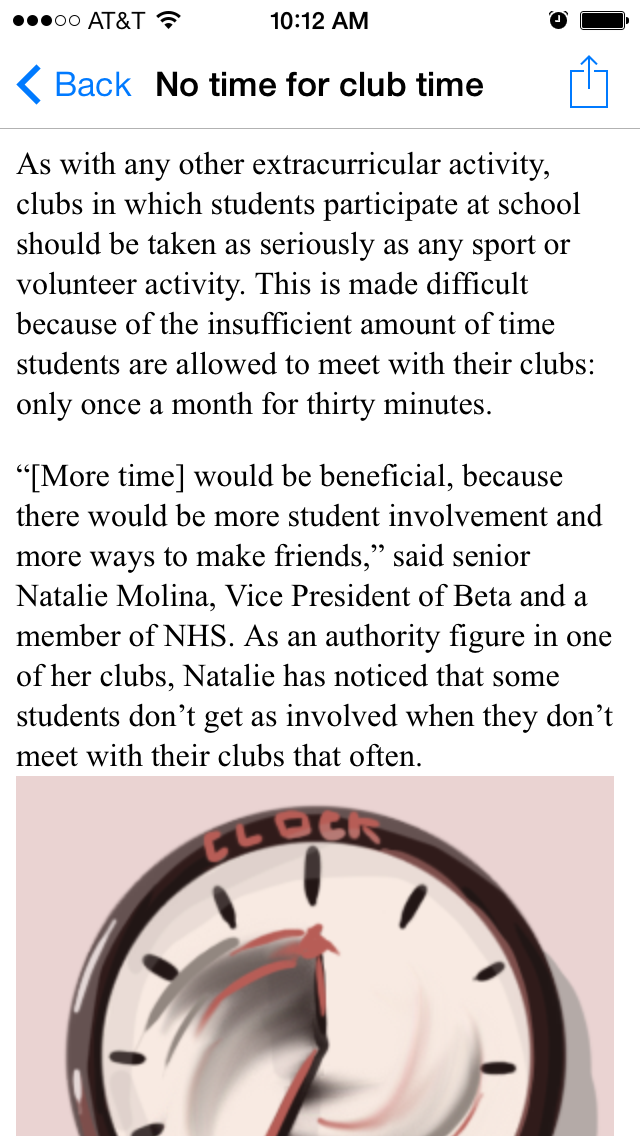 AT&T 10:12 AM
Back No time for club time
As with any other extracurricular activity,
clubs in which students participate at school
should be taken as seriously as any sport or
volunteer activity. This is made difficult
because of the insufficient amount of time
students are allowed to meet with their clubs:
only once a month for thirty minutes.
“[More time] would be beneficial, because
there would be more student involvement and
more ways to make friends,” said senior
Natalie Molina, Vice President of Beta and a
member of NHS. As an authority figure in one
of her clubs, Natalie has noticed that some
students don’t get as involved when they don’t
meet with their clubs that often.
CLOCK